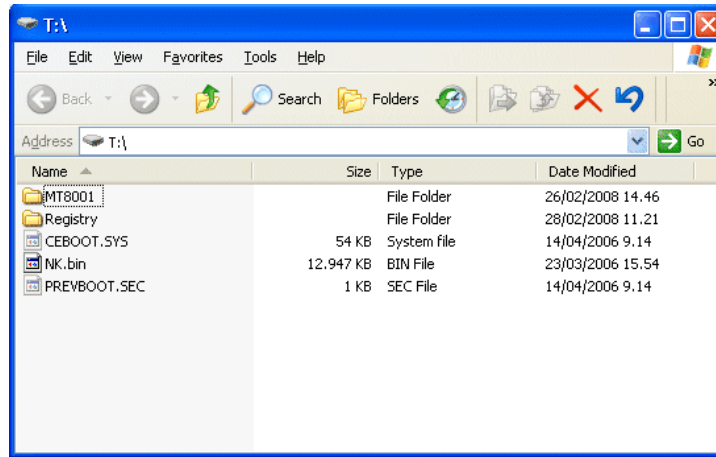 T:\
File Edit View Favorites Tools Help
Back Search Folders
Address T:\ Go
Name Size Type Date Modified
MT8001 File Folder 26/02/2008 14.46
Registry File Folder 28/02/2008 11.21
CEBOOT.SYS 54 KB System file 14/04/2006 9.14
NK.bin 12.947 KB BIN File 23/03/2006 15.54
PREVBOOT.SEC 1 KB SEC File 14/04/2006 9.14